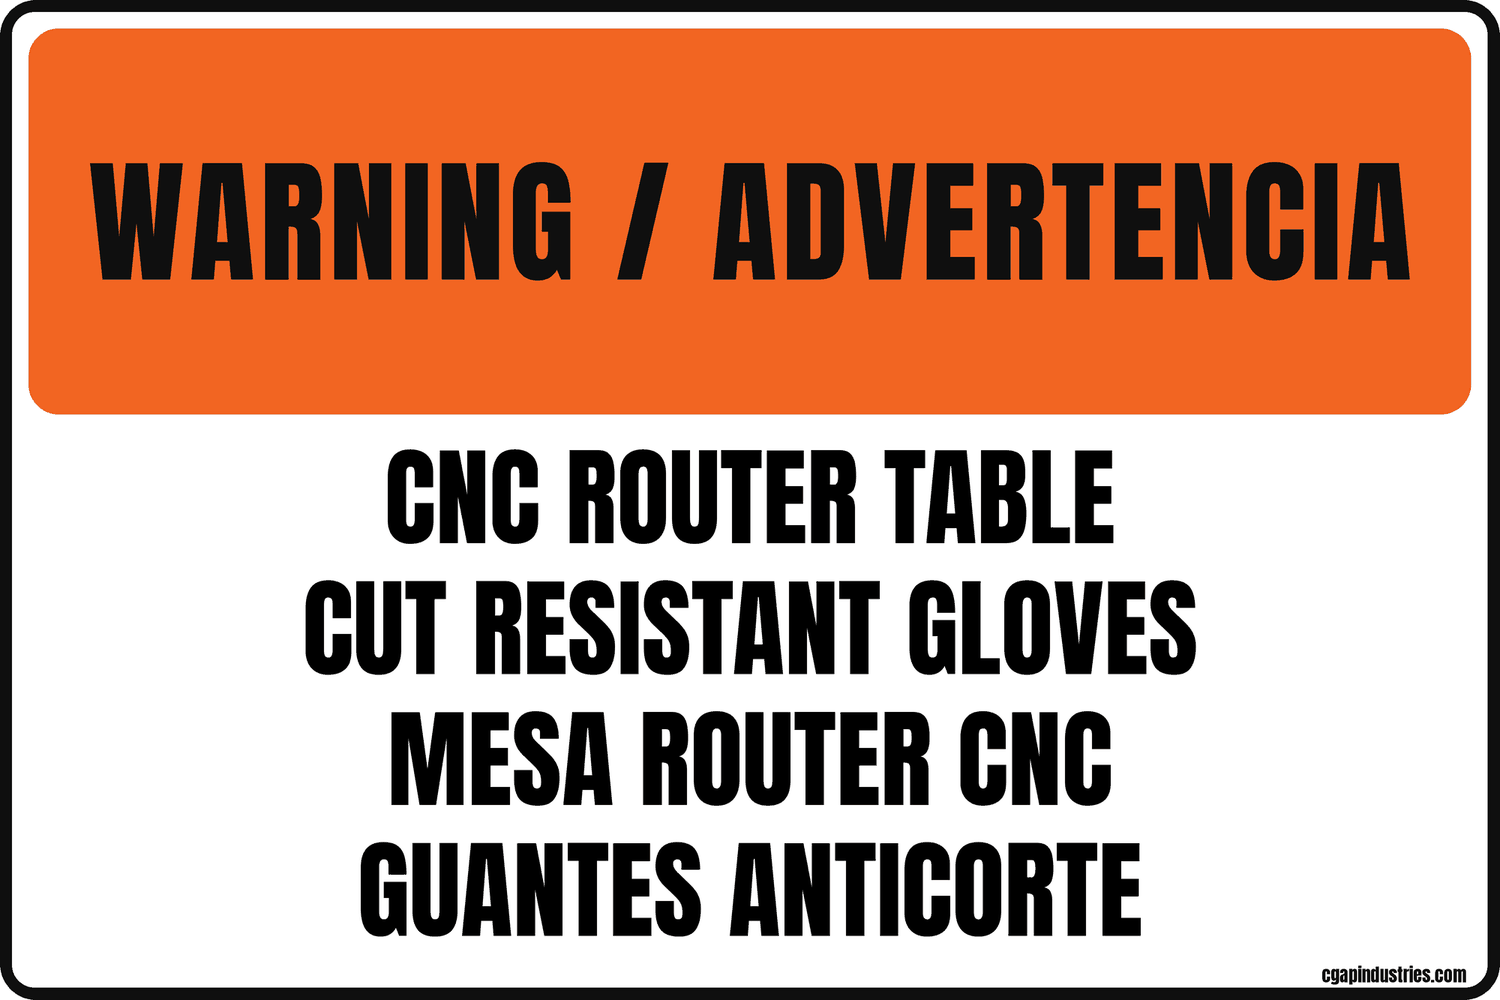 WARNING / ADVERTENCIA
CNC ROUTER TABLE
CUT RESISTANT GLOVES
MESA ROUTER CNC
GUANTES ANTICORTE
cgapindustries.com